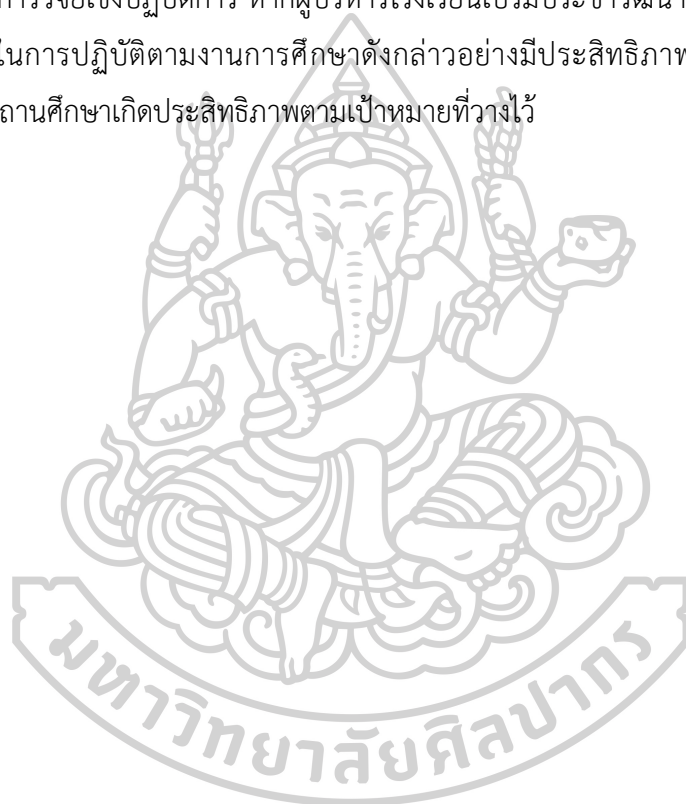 ในการปฏิบัติตามงานการศึกษาดังกล่าวอย่างมีประสิทธิภาพ
ถานศึกษาเกิดประสิทธิภาพตามเป้าหมายที่วางไว้
มหาวิทยาลัยศิลปากร